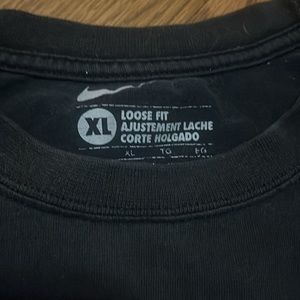 XL
LOOSE FIT
AJUSTEMENT LACHE
CORTE HOLGADO
XL TG EG